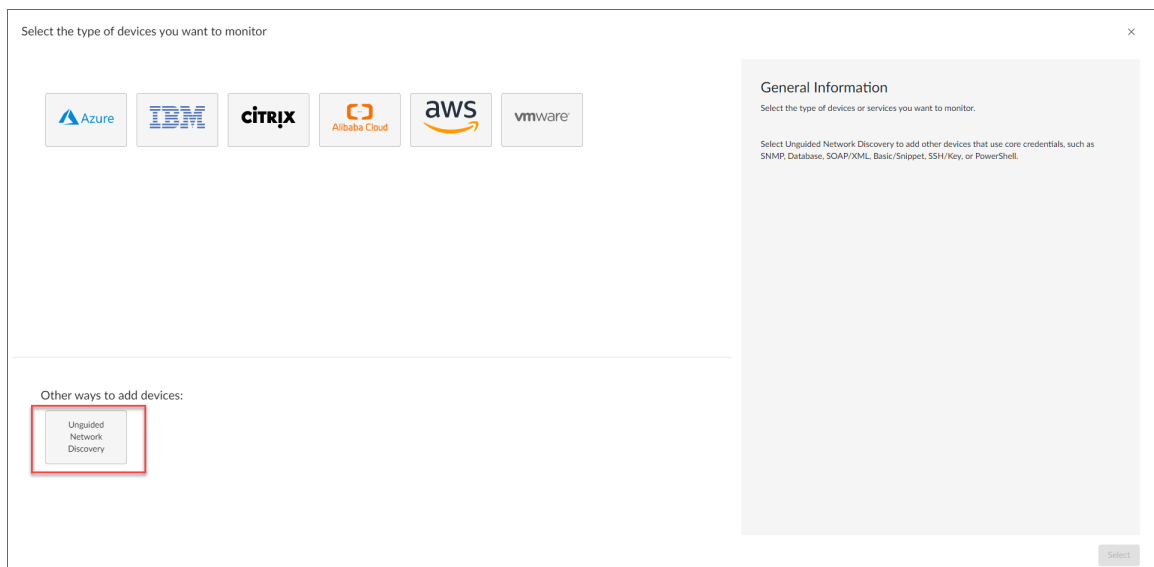 Select the type of devices you want to monitor
×
Azure
IBM
CİTRIX
Alibaba Cloud
aws
vmware
General Information
Select the type of devices or services you want to monitor.
Select Unguided Network Discovery to add other devices that use core credentials, such as
SNMP, Database, SOAP/XML, Basic/Snippet, SSH/Key, or PowerShell.
Other ways to add devices:
Unguided
Network
Discovery
Select